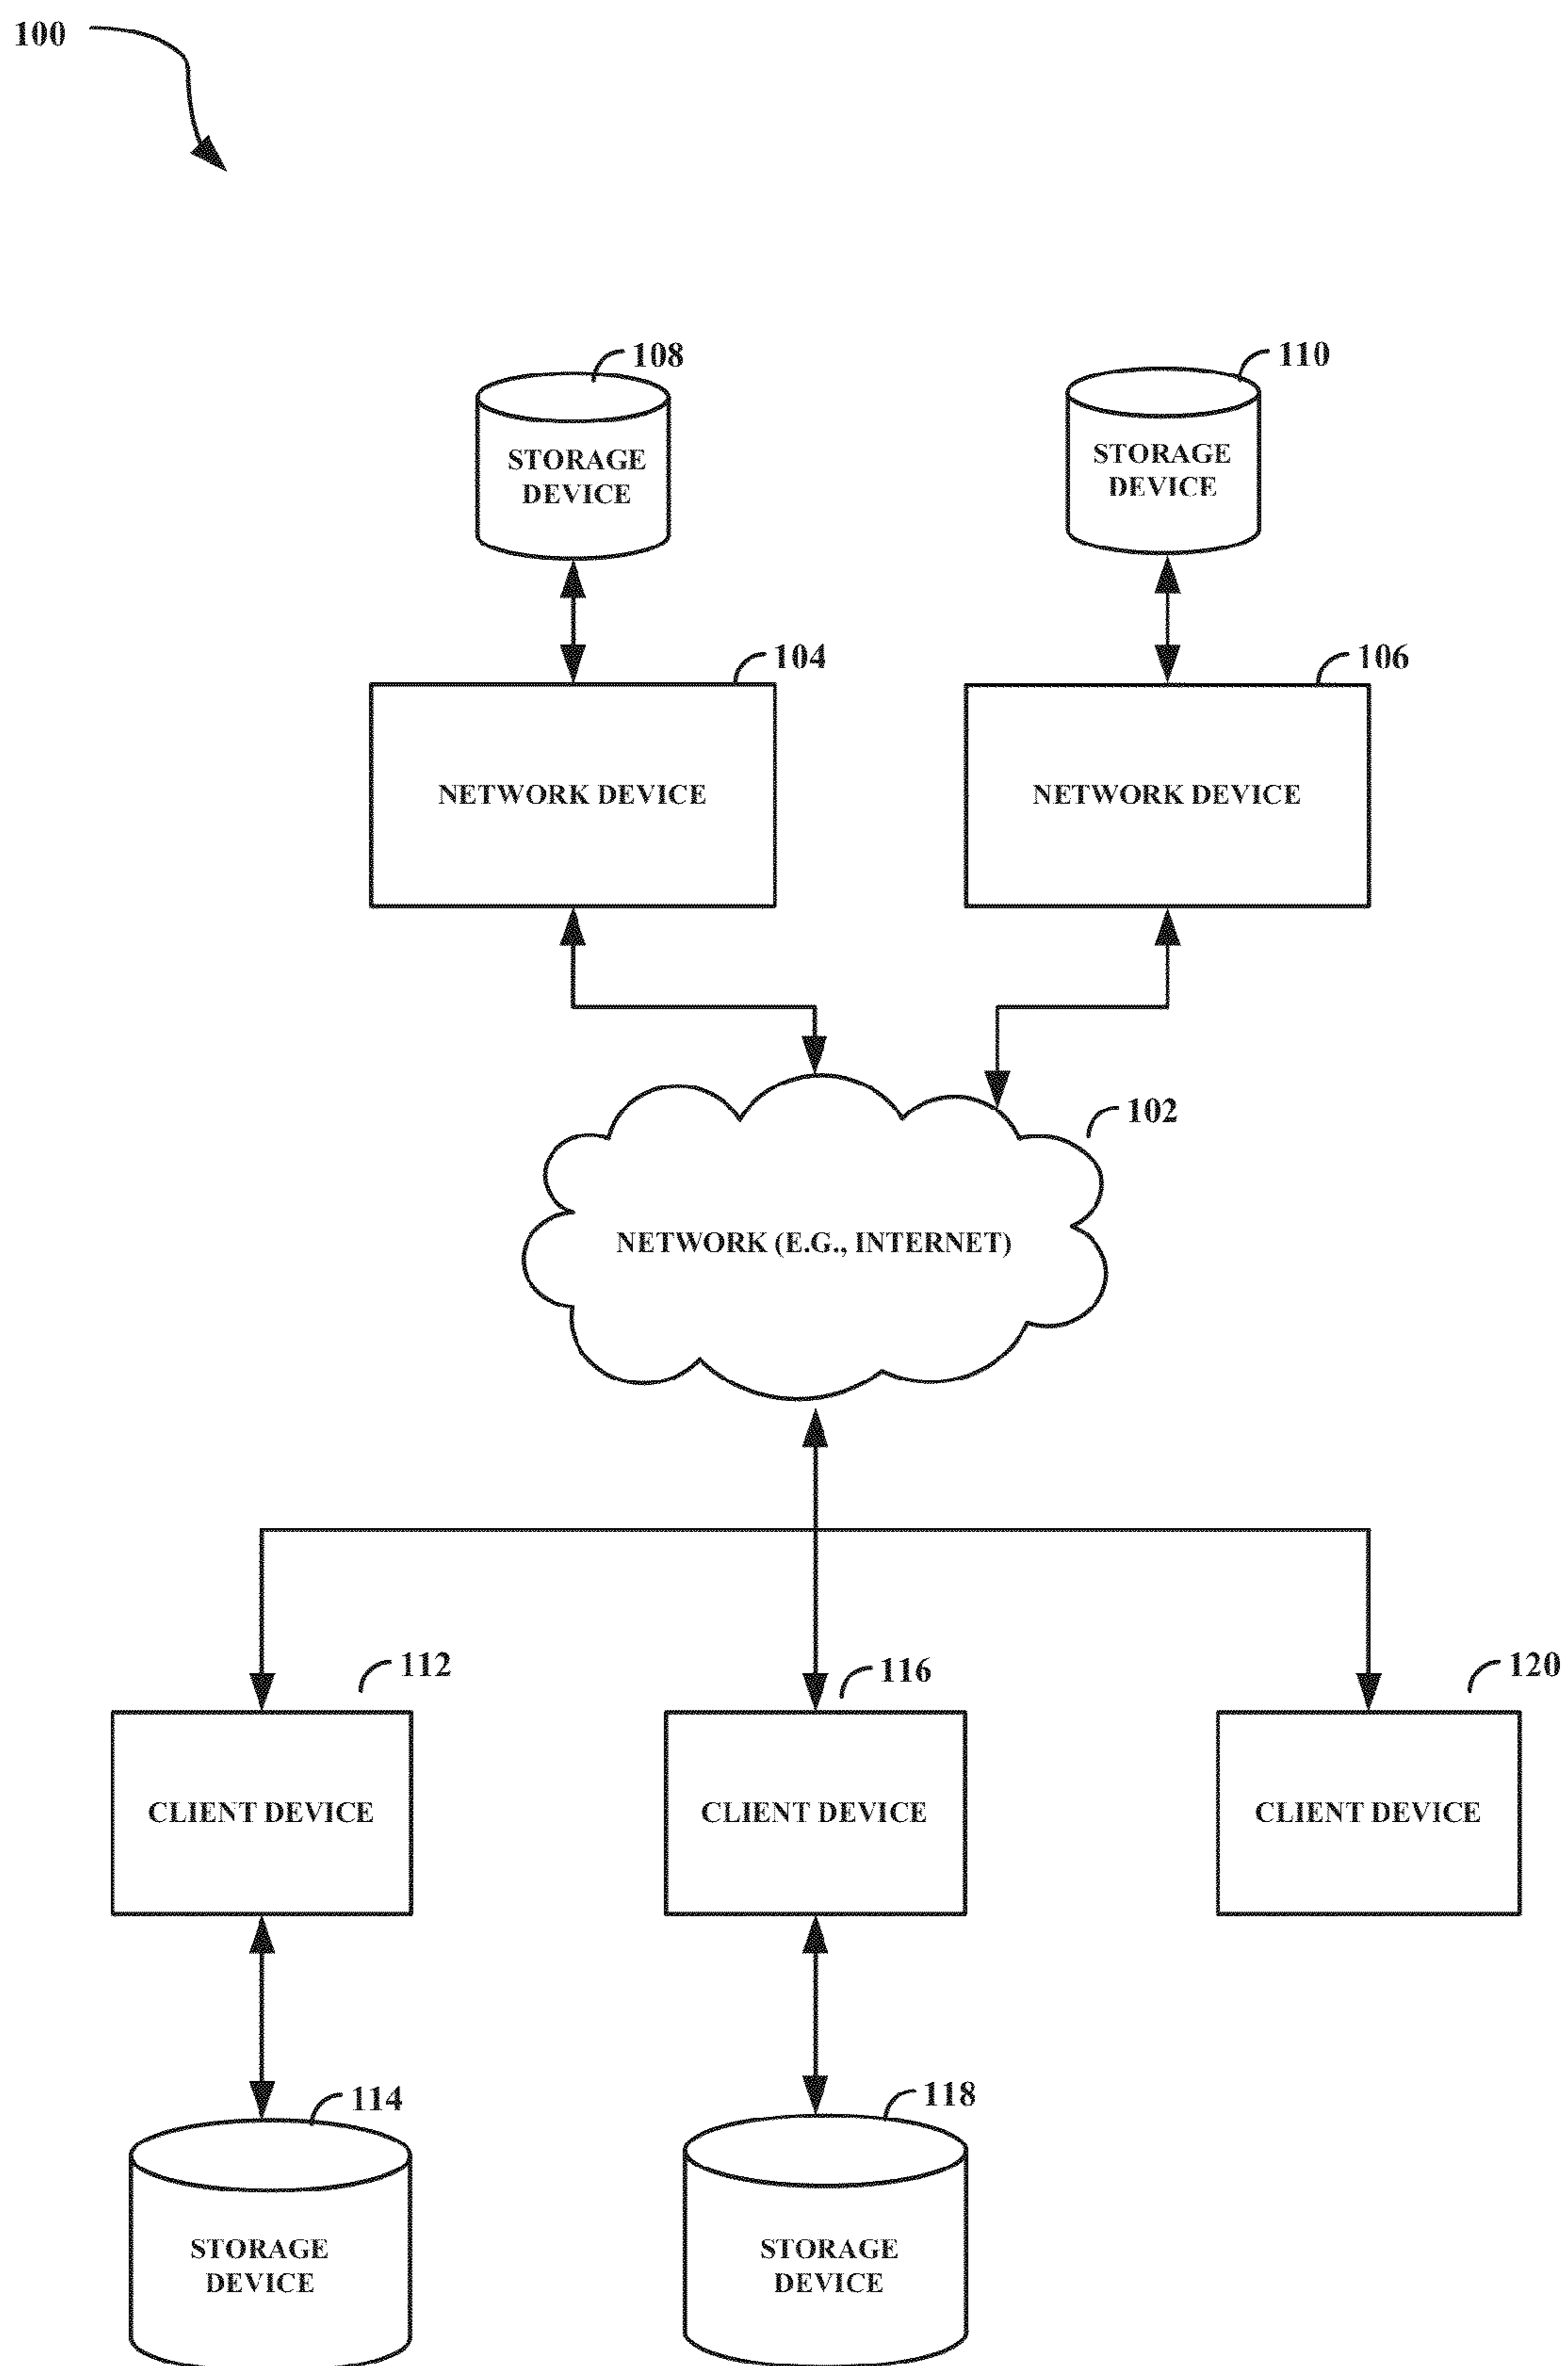 100
108
110
STORAGE
DEVICE
STORAGE
DEVICE
104
106
NETWORK DEVICE
NETWORK DEVICE
102
NETWORK (E.G., INTERNET)
112
116
120
CLIENT DEVICE
CLIENT DEVICE
CLIENT DEVICE
114
118
STORAGE
DEVICE
STORAGE
DEVICE